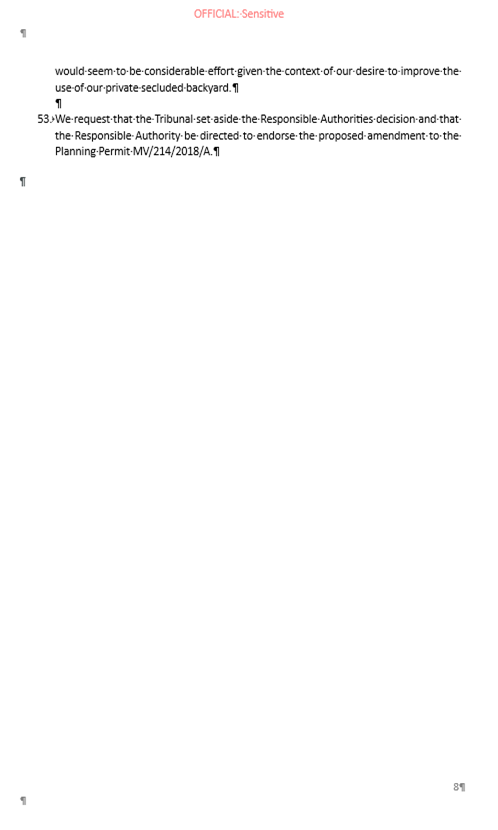 OFFICIAL: Sensitive
would seem to be considerable effort given the context of our desire to improve the
use of our private secluded backyard.¶
¶
53. We request that the Tribunal set aside the Responsible Authorities decision and that
the Responsible Authority be directed to endorse the proposed amendment to the
Planning Permit MV/214/2018/A.¶
¶
8¶
¶